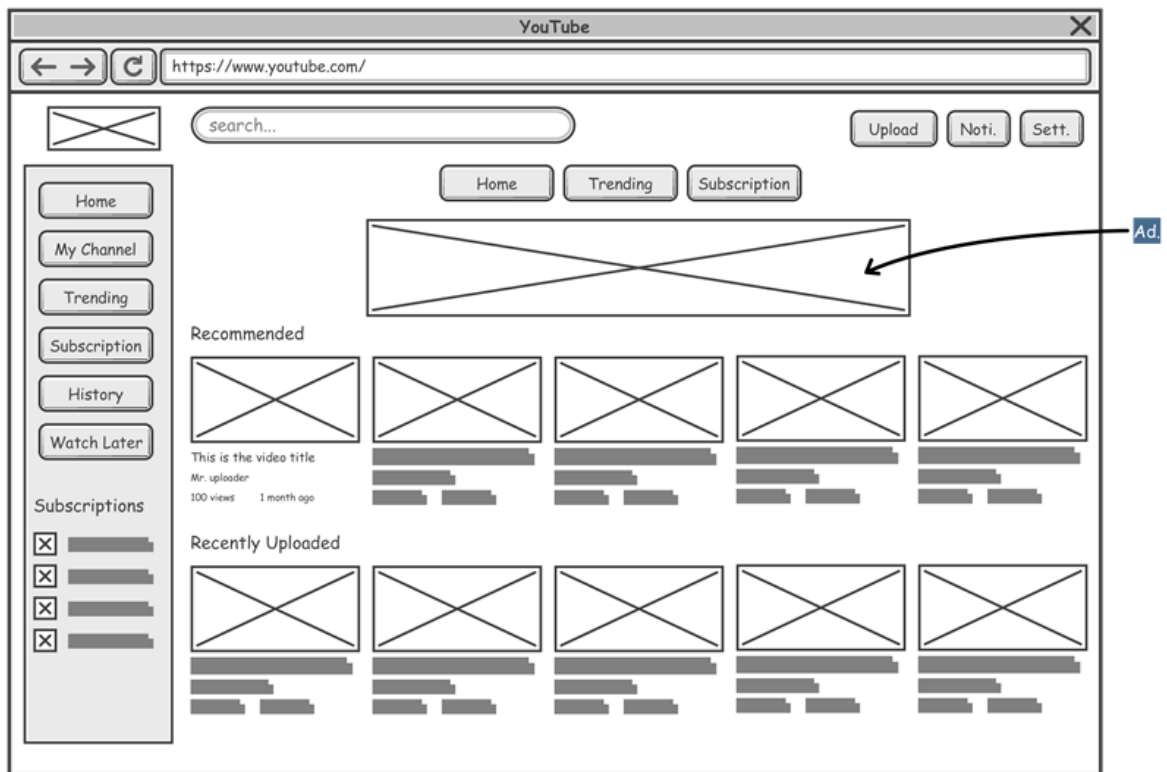 YouTube
https://www.youtube.com/
search...
Upload Noti. Sett.
Home Trending Subscription
Ad.
Home
My Channel
Trending
Subscription
History
Watch Later
Subscriptions
Recommended
This is the video title
Mr. uploader
100 views 1 month ago
Recently Uploaded